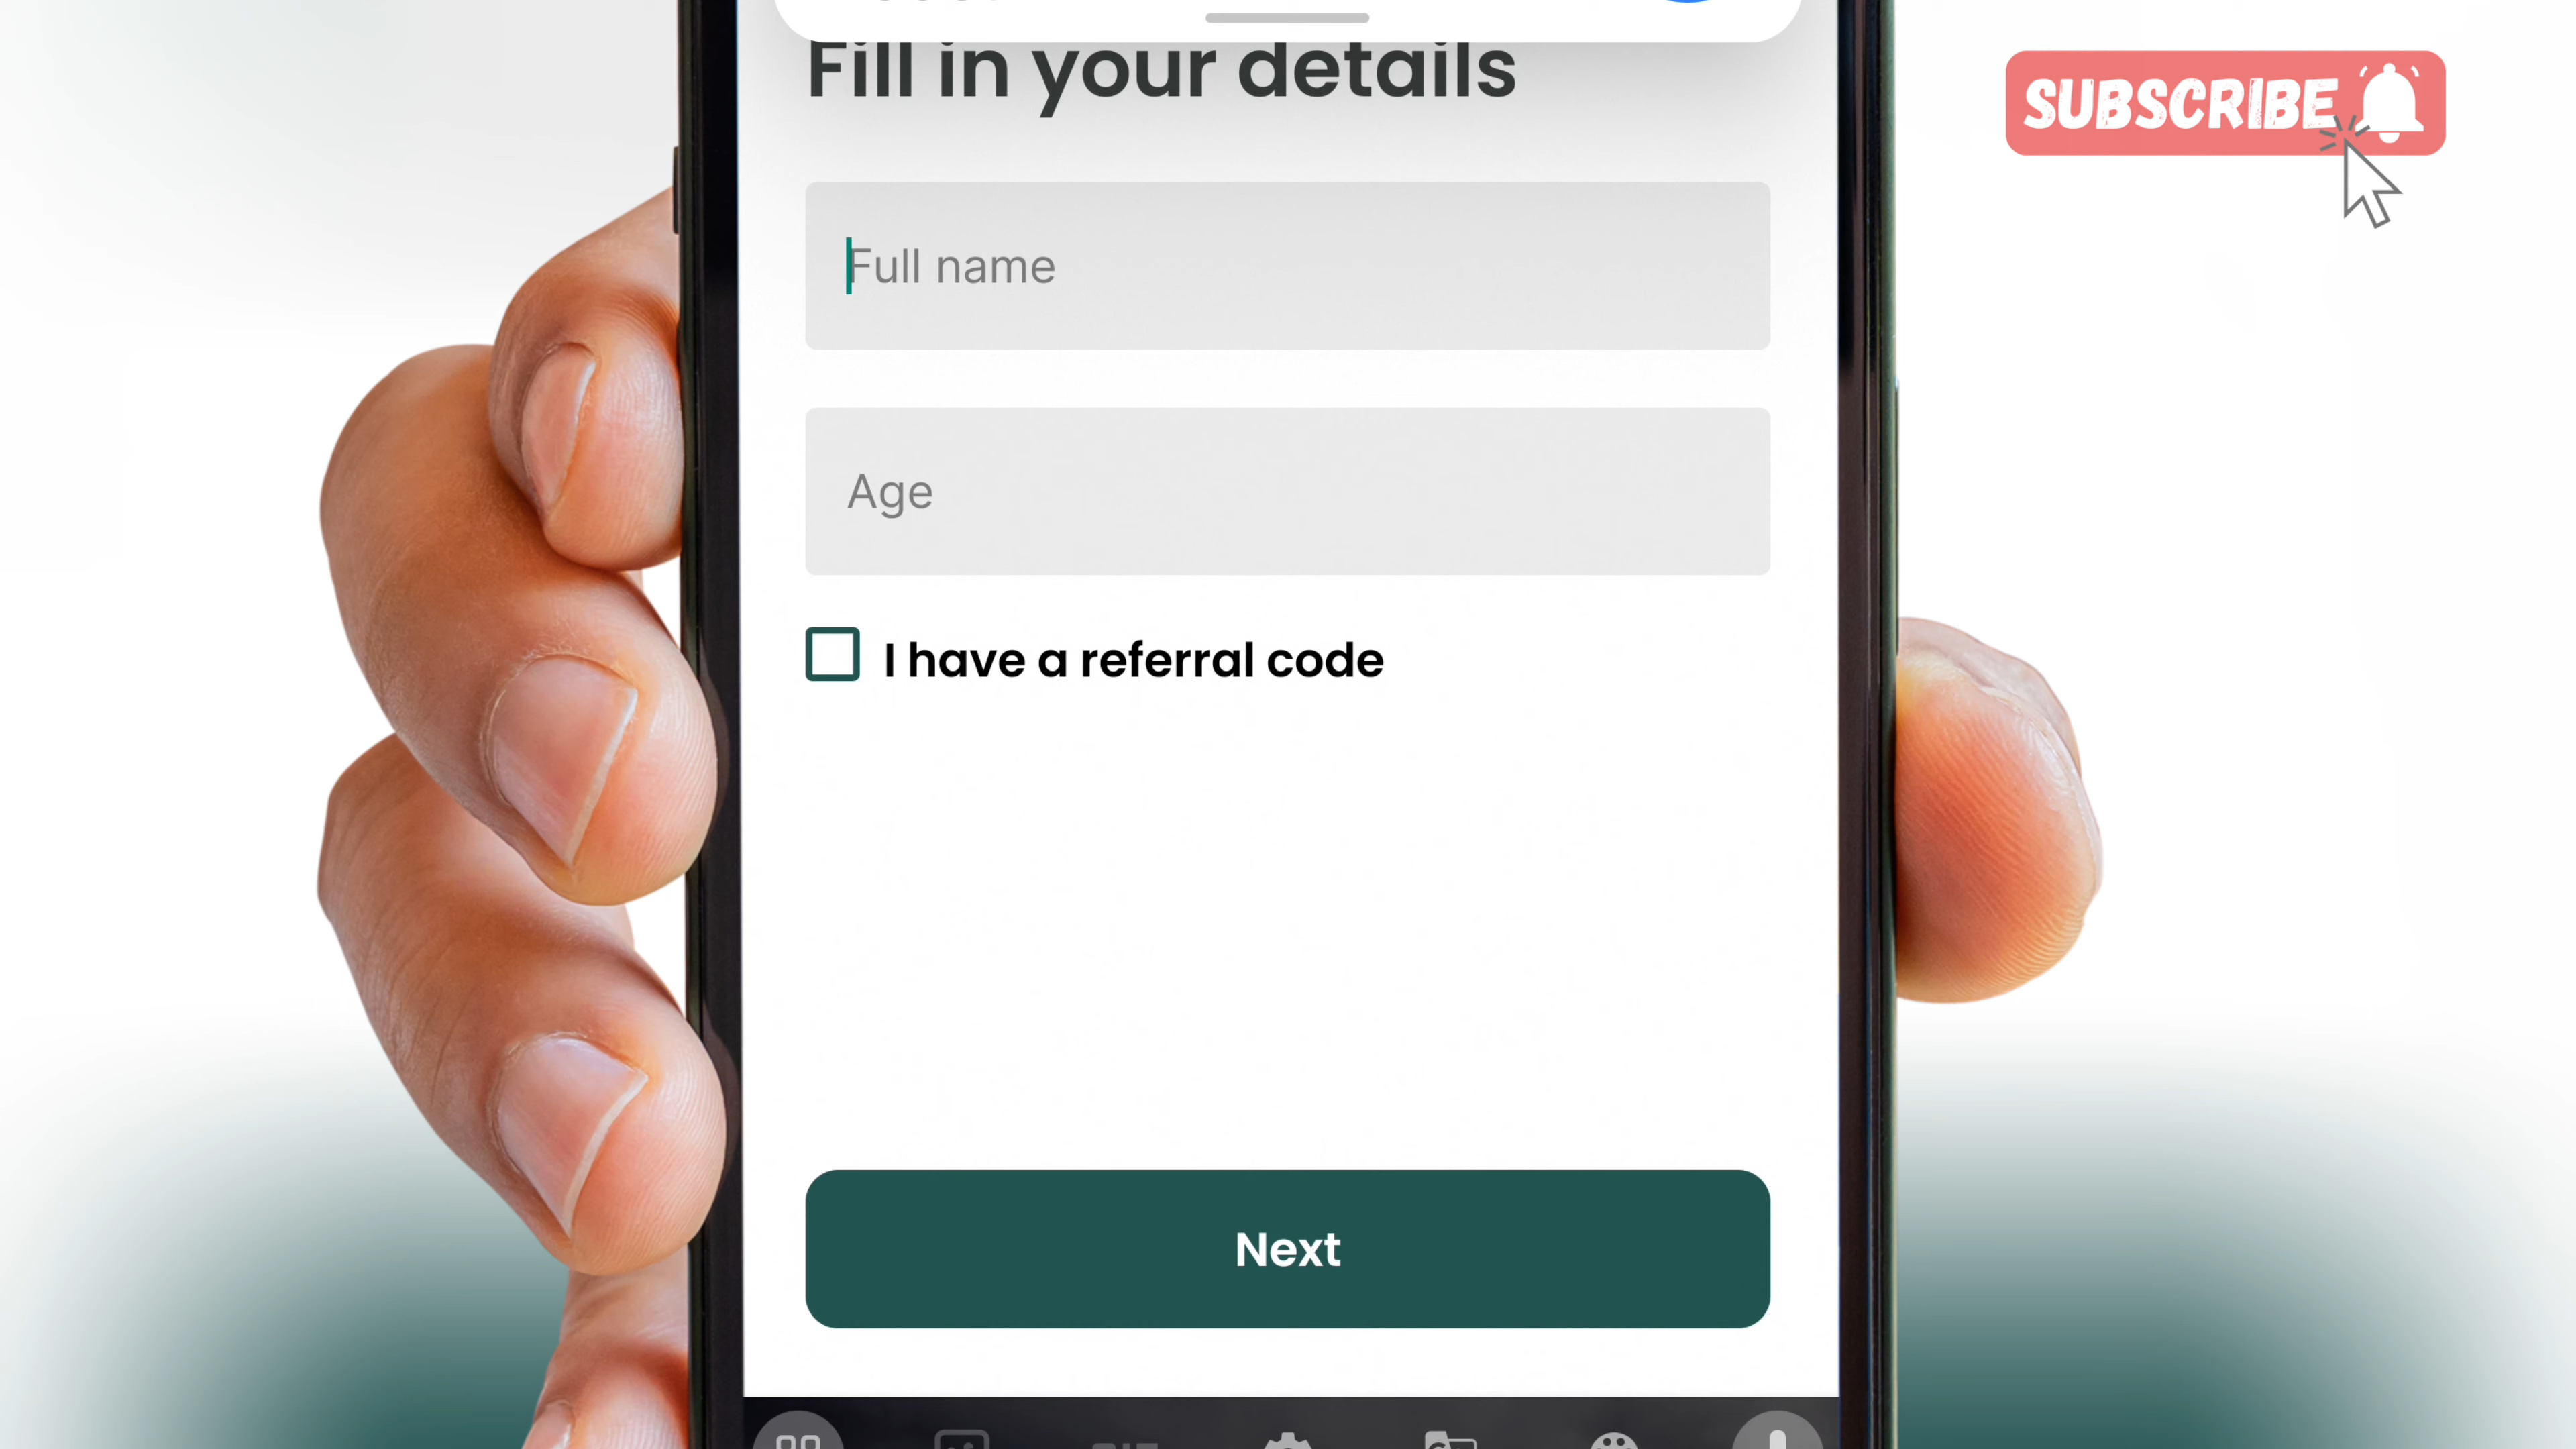 Fill in your details
SUBSCRIBE
Full name
Age
I have a referral code
Next